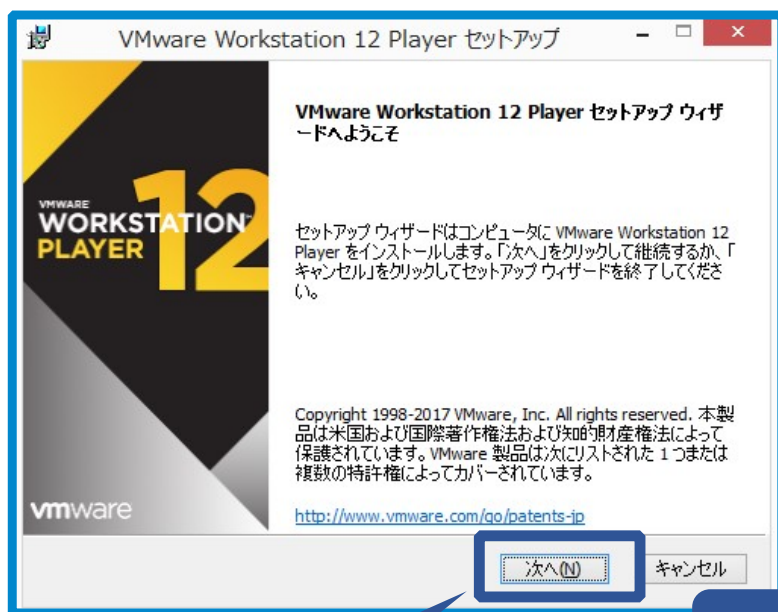 VMware Workstation 12 Player セットアップ
VMware Workstation 12 Player セットアップ ウィザ
ードへようこそ
VMWARE
WORKSTATION™
PLAYER
12
セットアップ ウィザードはコンピュータに VMware Workstation 12
Player をインストールします。「次へ」をクリックして継続するか、「
キャンセル」をクリックしてセットアップ ウィザードを終了してくださ
い。
Copyright 1998-2017 VMware, Inc. All rights reserved. 本製
品は米国および国際著作権法および知的財産権法によって
保護されています。VMware 製品は次にリストされた 1 つまたは
複数の特許権によってカバーされています。
vmware
http://www.vmware.com/go/patents-jp
次へ(N)
キャンセル